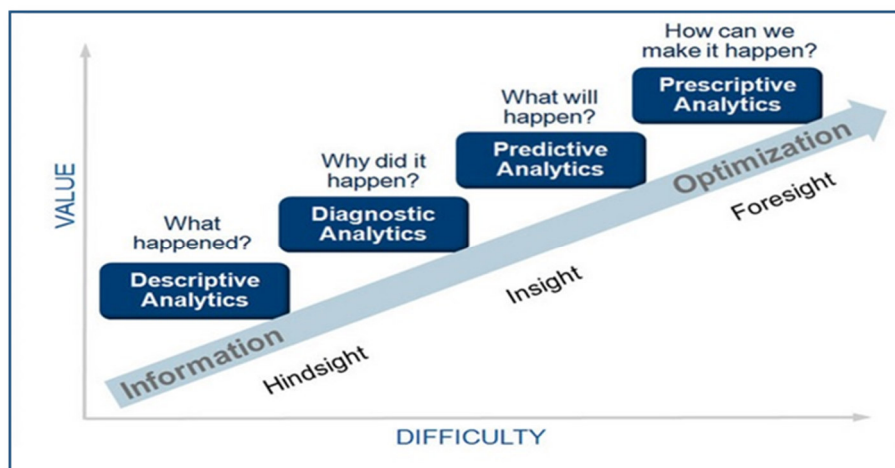 How can we
make it happen?
Prescriptive
Analytics
What will
happen?
Predictive
Analytics
Why did it
happen?
Diagnostic
Analytics
What
happened?
Descriptive
Analytics
VALUE
Information
Optimization
Hindsight
Insight
Foresight
DIFFICULTY